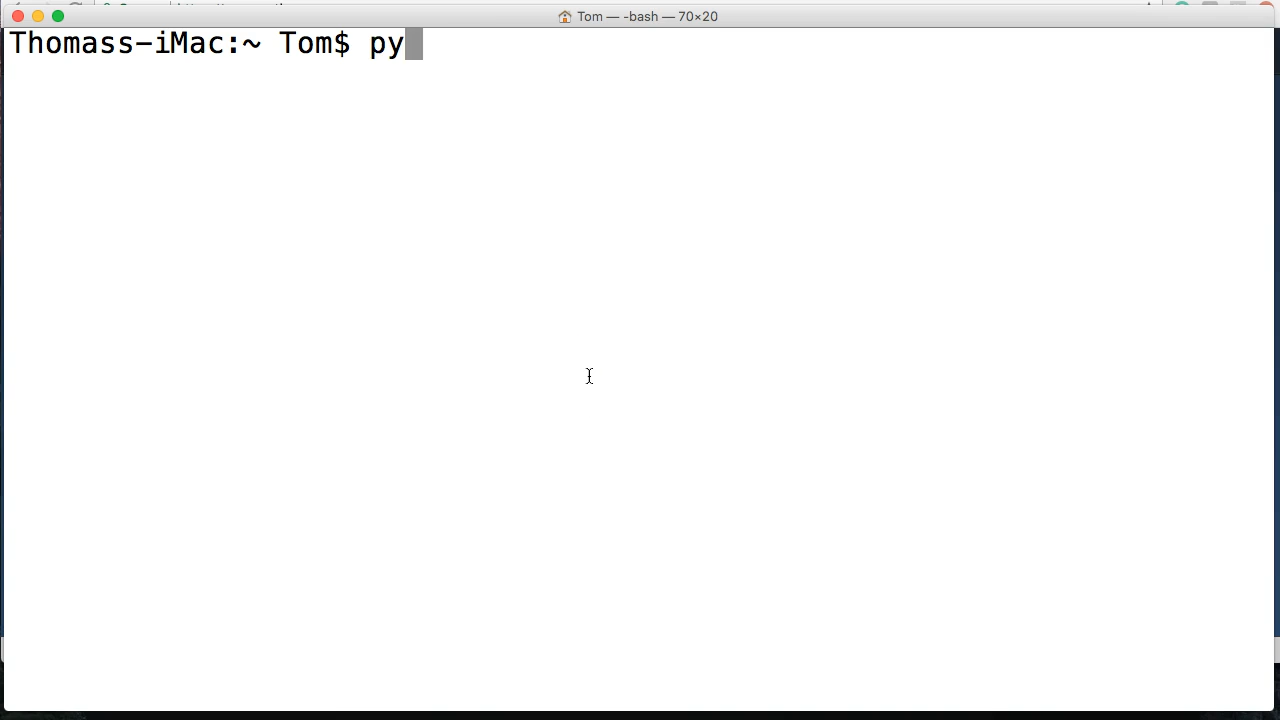 Tom — -bash — 70×20
Thomass-iMac:~ Tom$ py